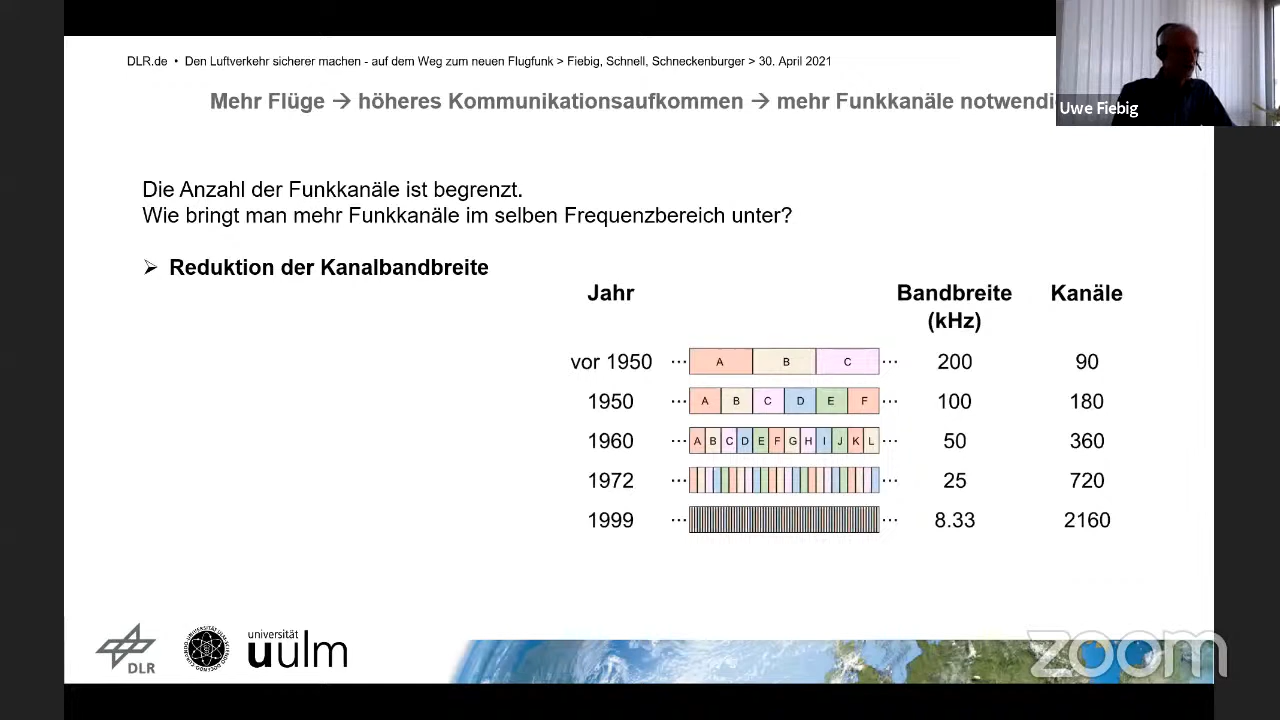 DLR.de • Den Luftverkehr sicherer machen - auf dem Weg zum neuen Flugfunk > Fiebig, Schnell, Schneckenburger > 30. April 2021
Mehr Flüge → höheres Kommunikationsaufkommen → mehr Funkkanäle notwendi
Uwe Fiebig
Die Anzahl der Funkkanäle ist begrenzt.
Wie bringt man mehr Funkkanäle im selben Frequenzbereich unter?
➢ Reduktion der Kanalbandbreite
Jahr Bandbreite (kHz) Kanäle
vor 1950 ··· A B C ··· 200 90
1950 ··· A B C D E F ··· 100 180
1960 ··· A B C D E F G H I J K L ··· 50 360
1972 ··· ··· 25 720
1999 ··· ··· 8.33 2160
DLR
universität
uulm
zoom